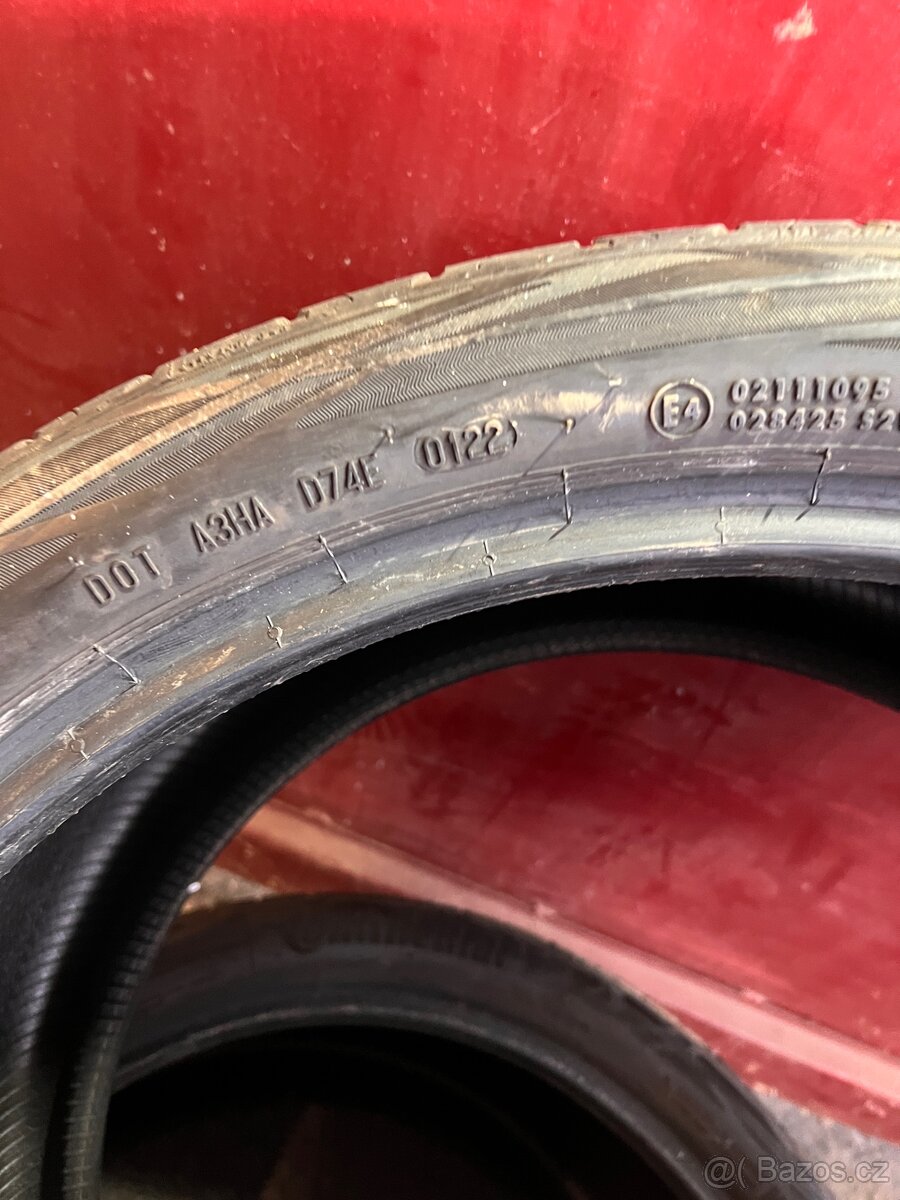 DOT A3HA D74E 0122
E4
02111095
028425 S2
@( Bazos.cz